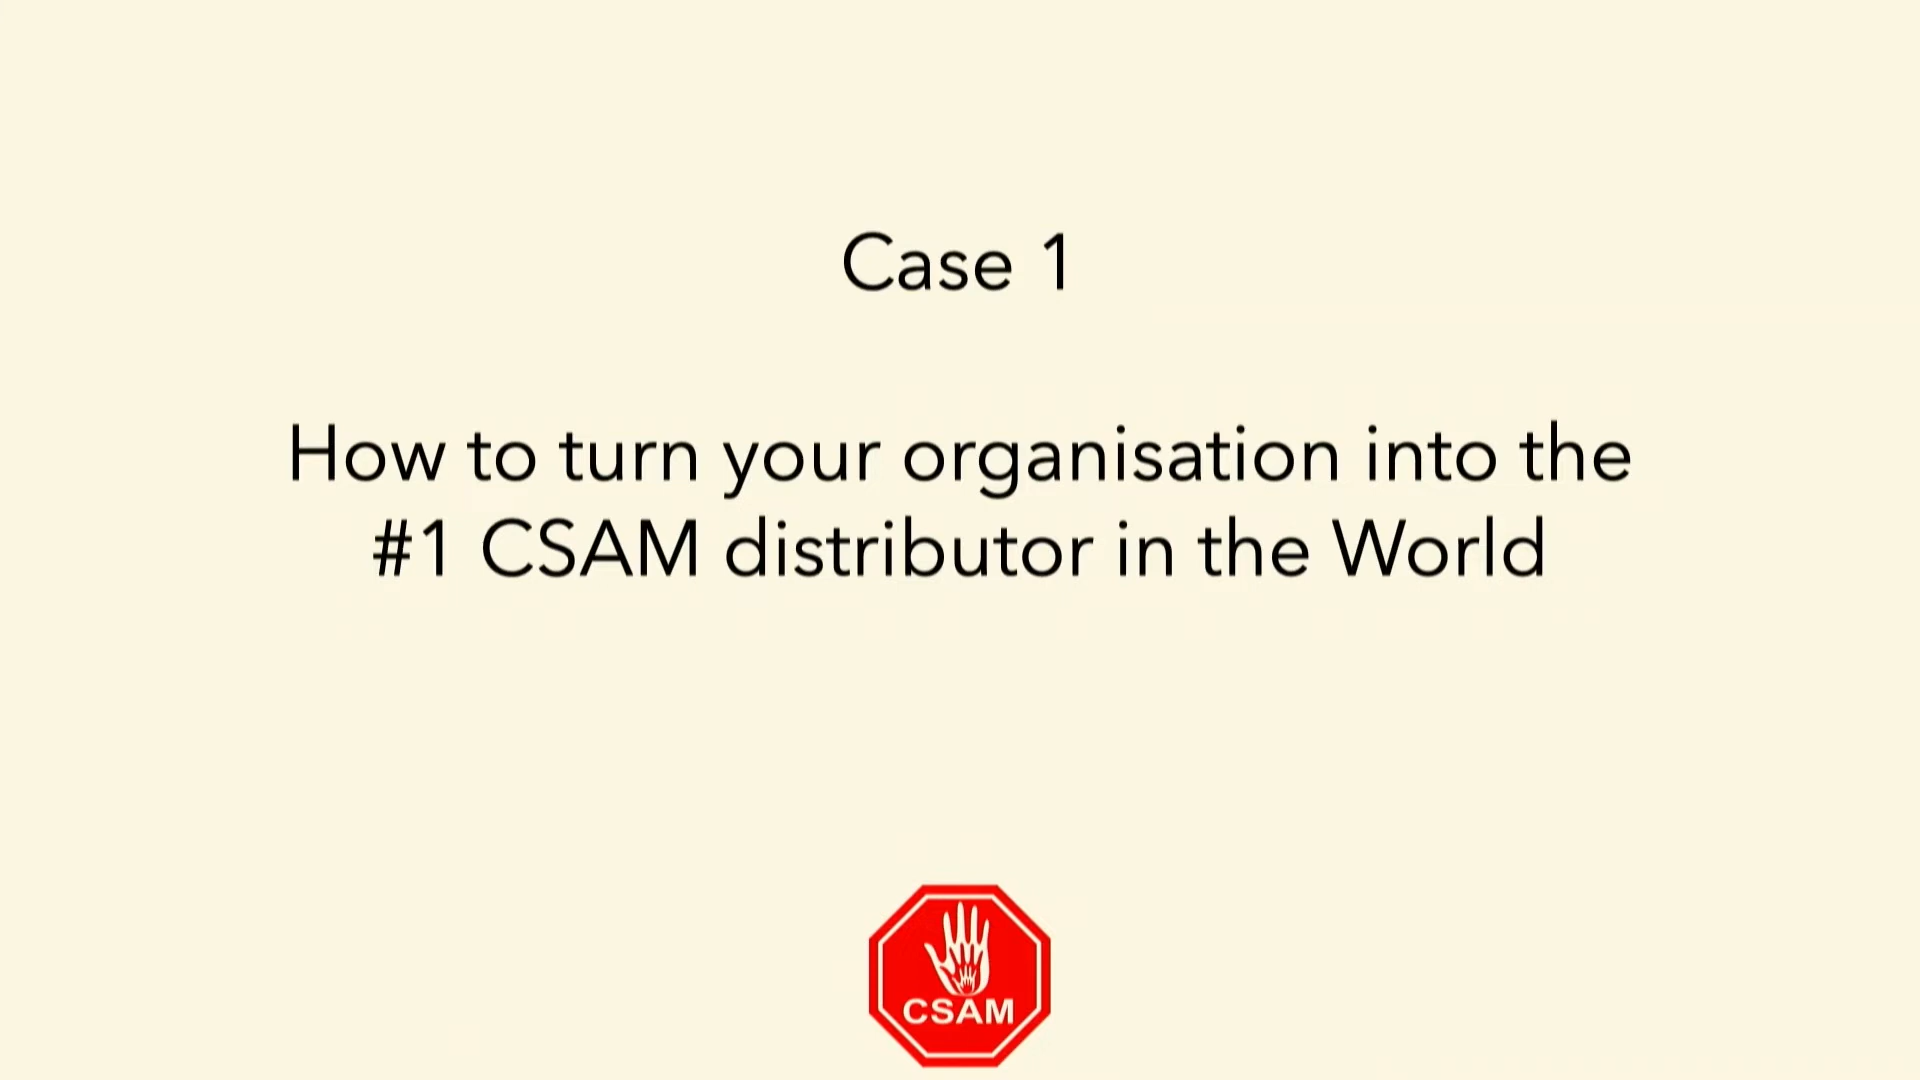 Case 1
How to turn your organisation into the
#1 CSAM distributor in the World
CSAM